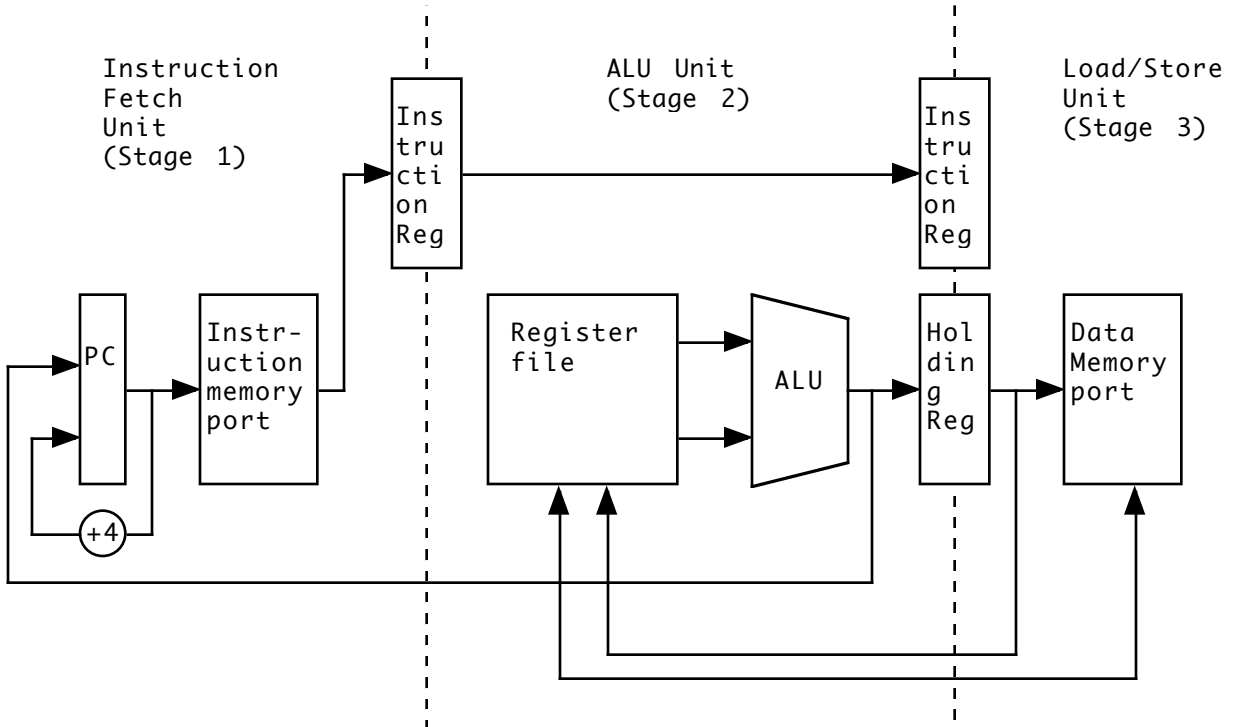 Instruction
Fetch
Unit
(Stage 1)
Ins
tru
cti
on
Reg
ALU Unit
(Stage 2)
Ins
tru
cti
on
Reg
Load/Store
Unit
(Stage 3)
PC
Instr-
uction
memory
port
+4
Register
file
ALU
Hol
din
g
Reg
Data
Memory
port